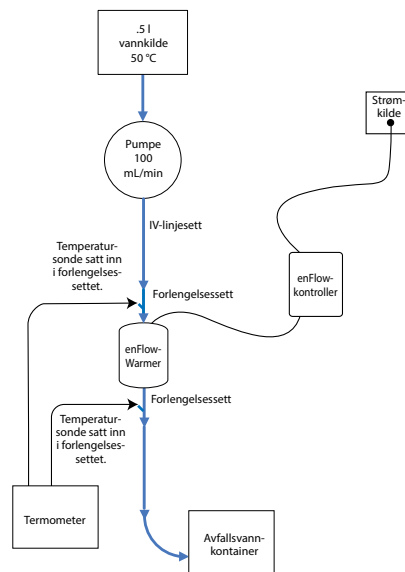 .5 l
vannkilde
50 °C
Strøm-
kilde
Pumpe
100
mL/min
IV-linjesett
Temperatur-
sonde satt inn
i forlengelses-
settet.
Forlengelsessett
enFlow-
kontroller
enFlow-
Warmer
Forlengelsessett
Temperatur-
sonde satt inn
i forlengelses-
settet.
Termometer
Avfallsvann-
kontainer